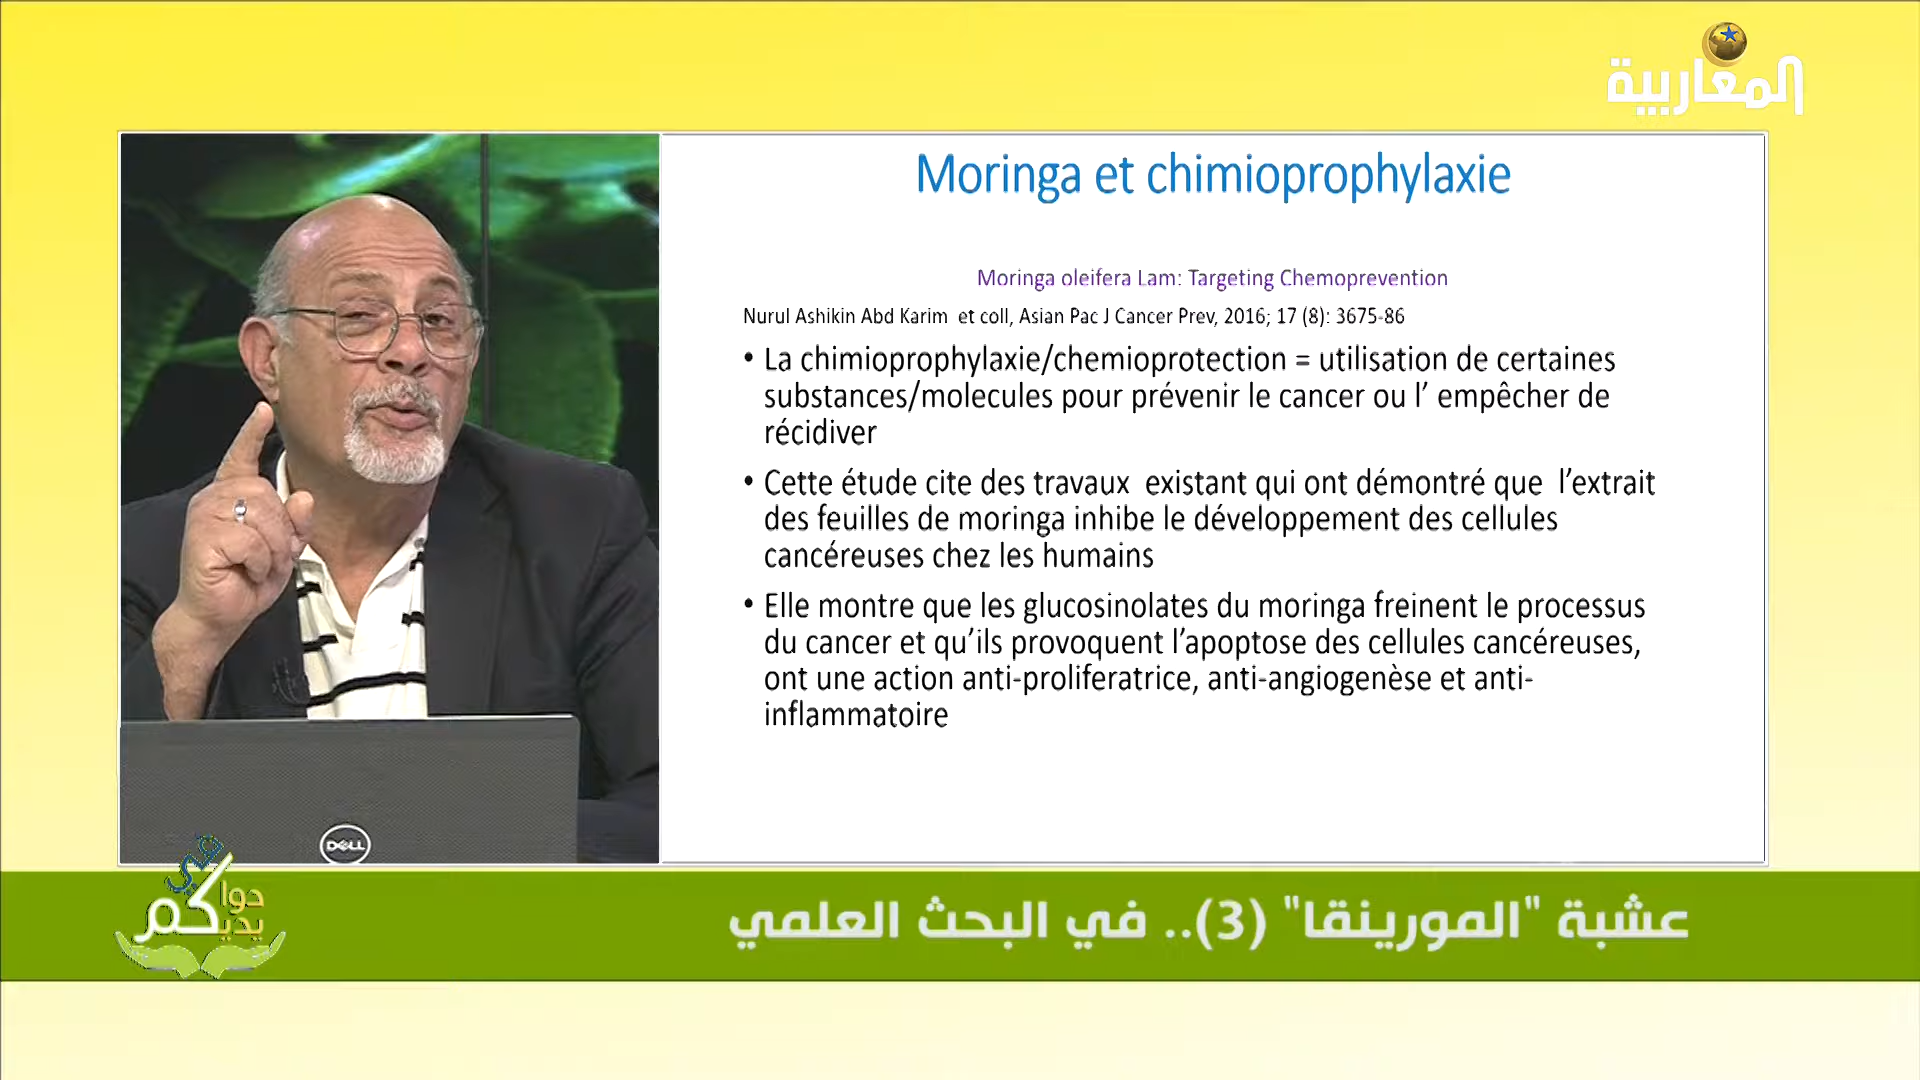 المغاربية
Moringa et chimioprophylaxie
Moringa oleifera Lam: Targeting Chemoprevention
Nurul Ashikin Abd Karim et coll, Asian Pac J Cancer Prev, 2016; 17 (8): 3675-86
• La chimioprophylaxie/chemioprotection = utilisation de certaines
substances/molecules pour prévenir le cancer ou l’ empêcher de
récidiver
• Cette étude cite des travaux existant qui ont démontré que l’extrait
des feuilles de moringa inhibe le développement des cellules
cancéreuses chez les humains
• Elle montre que les glucosinolates du moringa freinent le processus
du cancer et qu’ils provoquent l’apoptose des cellules cancéreuses,
ont une action anti-proliferatrice, anti-angiogenèse et anti-
inflammatoire
DELL
دواكم في يديكم
عشبة "المورينقا" (3).. في البحث العلمي